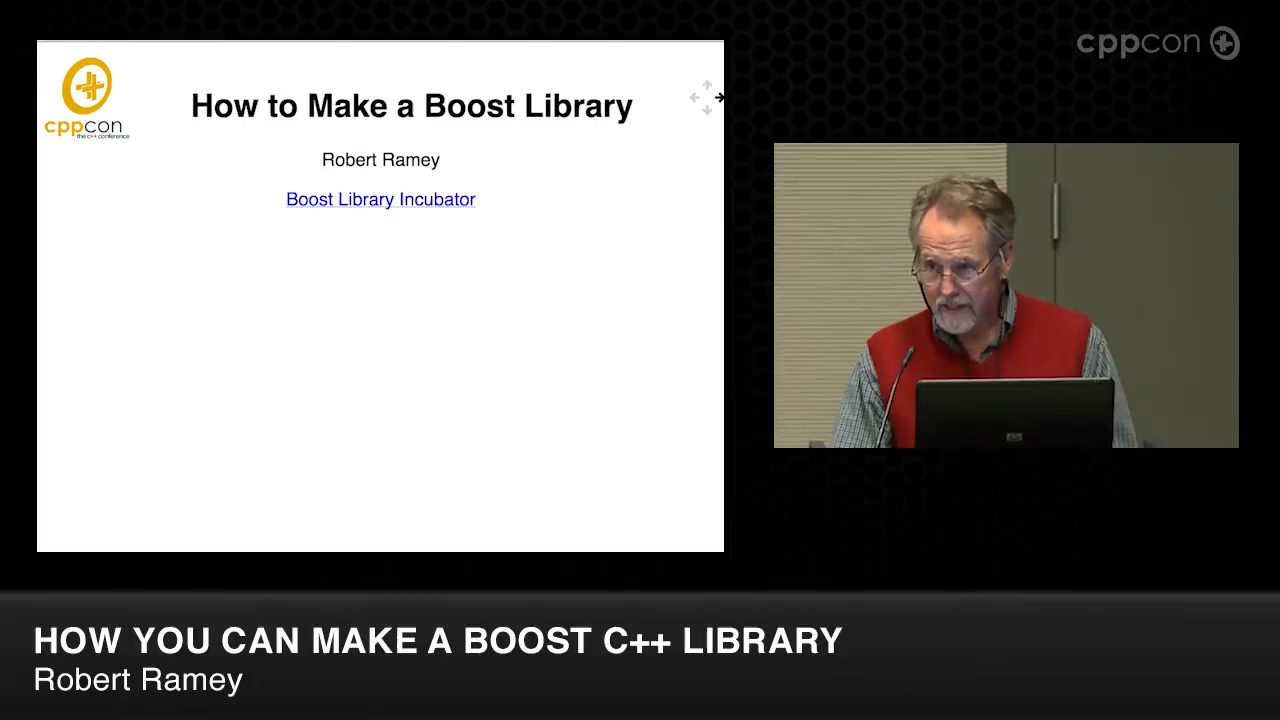 cppcon
cppcon
the c++ conference
How to Make a Boost Library
Robert Ramey
Boost Library Incubator
HOW YOU CAN MAKE A BOOST C++ LIBRARY
Robert Ramey